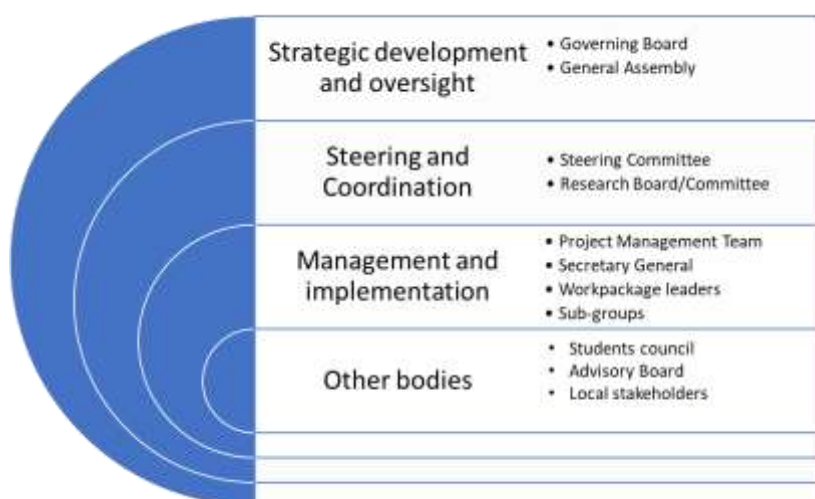 Strategic development
and oversight
• Governing Board
• General Assembly
Steering and
Coordination
• Steering Committee
• Research Board/Committee
Management and
implementation
• Project Management Team
• Secretary General
• Workpackage leaders
• Sub-groups
Other bodies
• Students council
• Advisory Board
• Local stakeholders